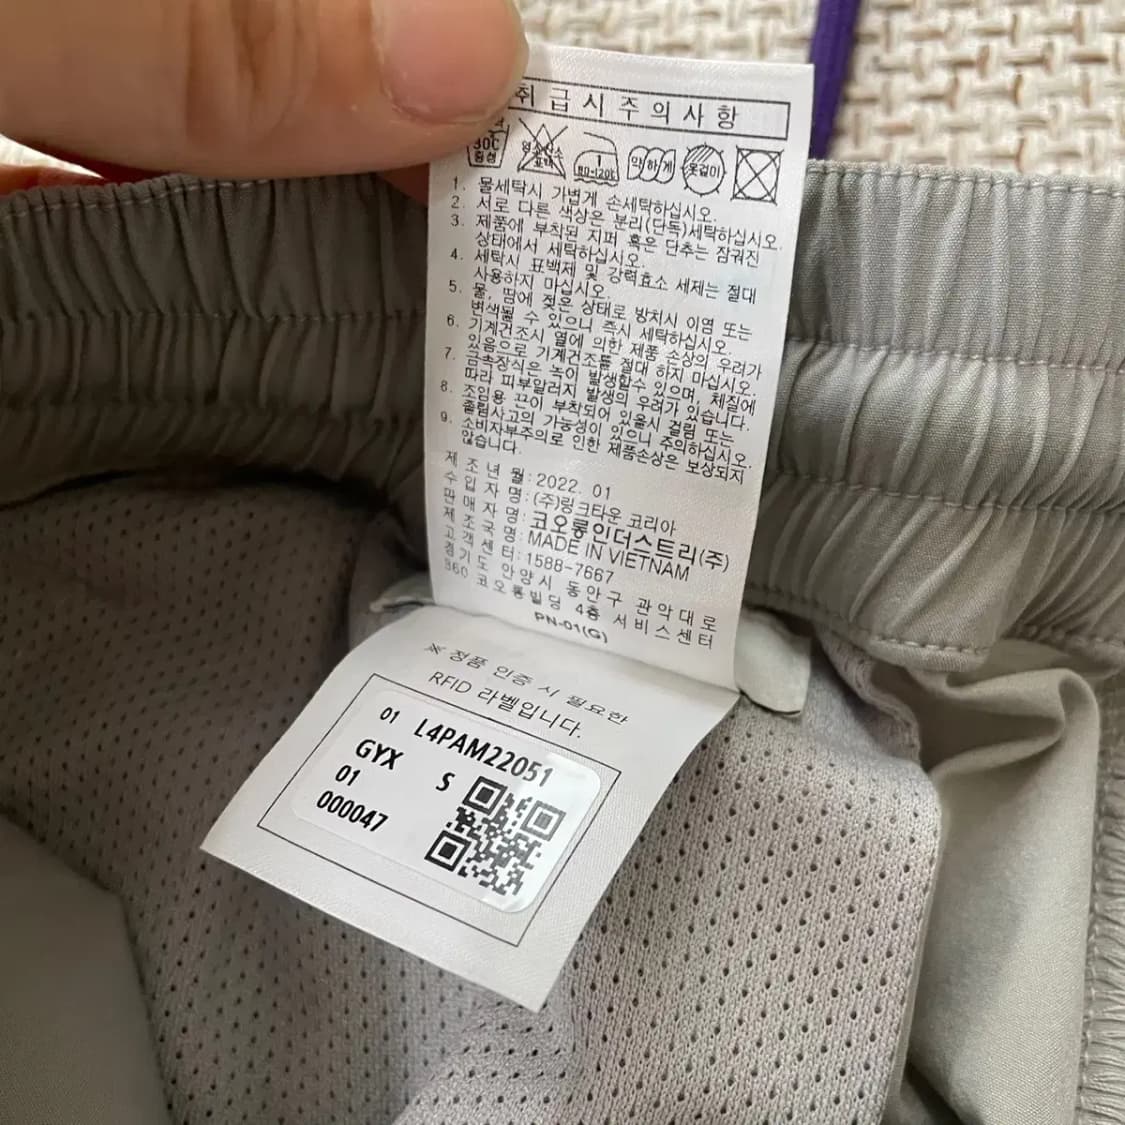 취급시주의사항
30℃
중성
염소산소
표백
1
80-120℃
약하게
옷걸이
1. 물세탁시 가볍게 손세탁하십시오.
2. 서로 다른 색상은 분리(단독)세탁하십시오.
3. 제품에 부착된 지퍼 혹은 단추는 잠궈진
상태에서 세탁하십시오.
4. 세탁시 표백제 및 강력효소 세제는 절대
사용하지 마십시오.
5. 물, 땀에 젖은 상태로 방치시 이염 또는
변색될 수 있으니 즉시 세탁하십시오.
6. 기계건조시 열에 의한 제품 손상의 우려가
있음으로 기계건조를 절대 하지 마십시오.
7. 금속장식은 녹이 발생할수 있으며, 체질에
따라 피부알러지 발생의 우려가 있습니다.
8. 조임용 끈이 부착되어 있을시 걸림 또는
졸림사고의 가능성이 있으니 주의하십시오.
9. 소비자부주의로 인한 제품손상은 보상되지
않습니다.
제조년월:2022. 01
수입자명:(주)링크타운 코리아
판매자명:코오롱인더스트리(주)
제조국명:MADE IN VIETNAM
고객센터:1588-7667
경기도 안양시 동안구 관악대로
360 코오롱빌딩 4층 서비스센터
PN-01(G)
※ 정품 인증 시 필요한
RFID 라벨입니다.
01 L4PAM22051
GYX S
01
000047